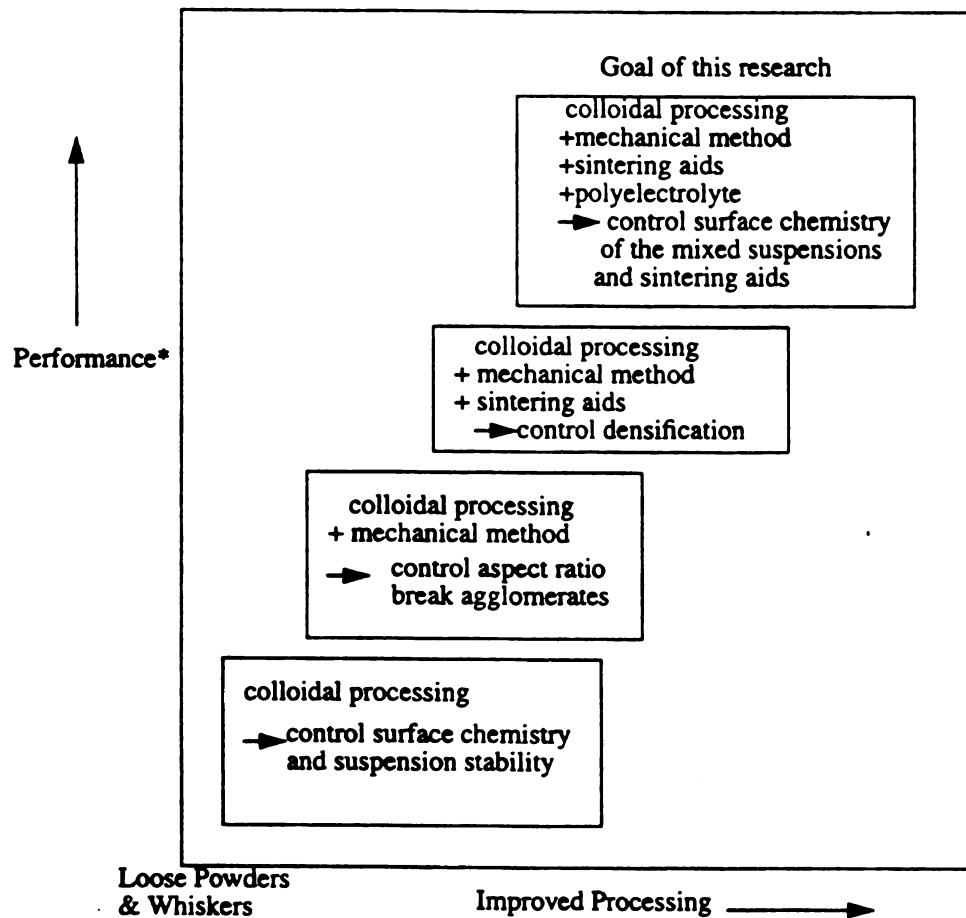 Goal of this research
colloidal processing
+mechanical method
+sintering aids
+polyelectrolyte
control surface chemistry
of the mixed suspensions
and sintering aids
Performance*
colloidal processing
+ mechanical method
+ sintering aids
control densification
colloidal processing
+ mechanical method
control aspect ratio
break agglomerates
colloidal processing
control surface chemistry
and suspension stability
Loose Powders
& Whiskers
Improved Processing